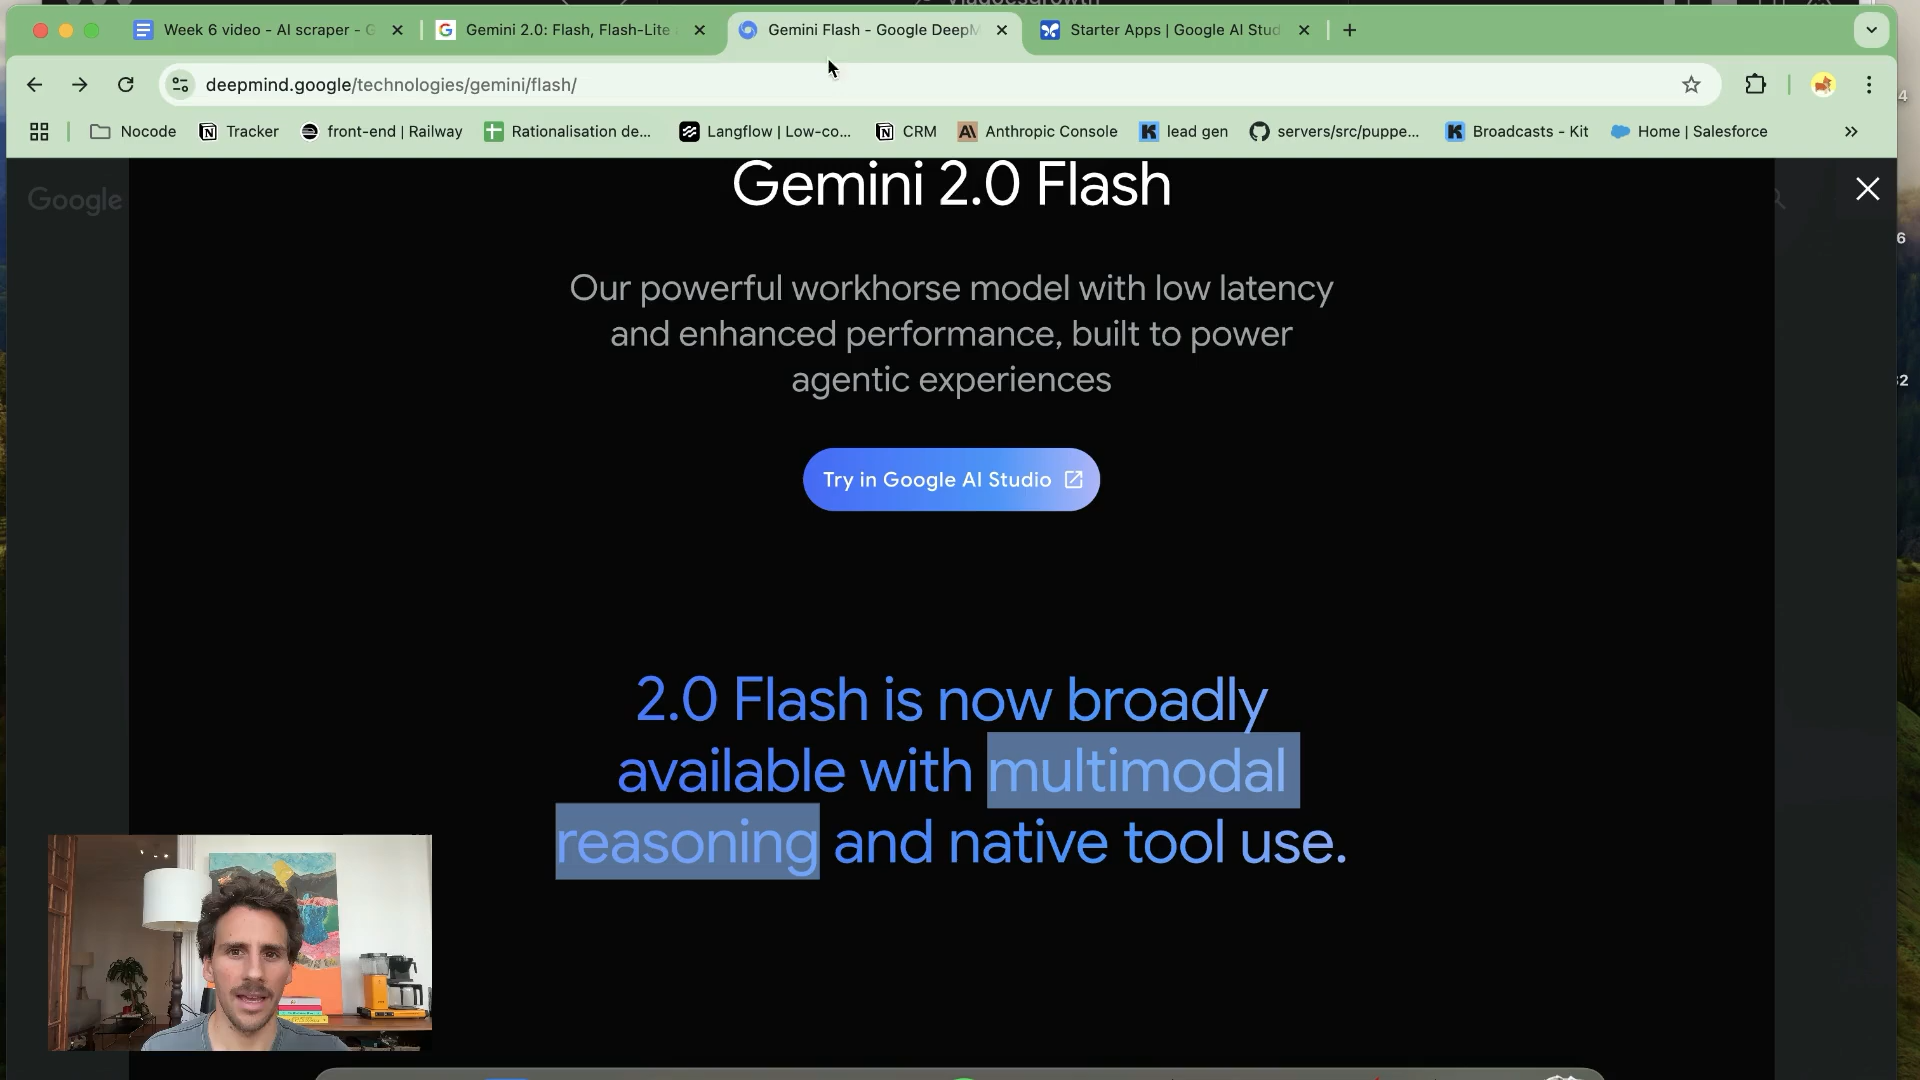 Week 6 video - AI scraper - G
Gemini 2.0: Flash, Flash-Lite
Gemini Flash - Google DeepM
Starter Apps | Google AI Stud
deepmind.google/technologies/gemini/flash/
Nocode
Tracker
front-end | Railway
Rationalisation de...
Langflow | Low-co...
CRM
Anthropic Console
lead gen
servers/src/puppe...
Broadcasts - Kit
Home | Salesforce
Google
Gemini 2.0 Flash
Our powerful workhorse model with low latency
and enhanced performance, built to power
agentic experiences
Try in Google AI Studio
2.0 Flash is now broadly
available with multimodal
reasoning and native tool use.